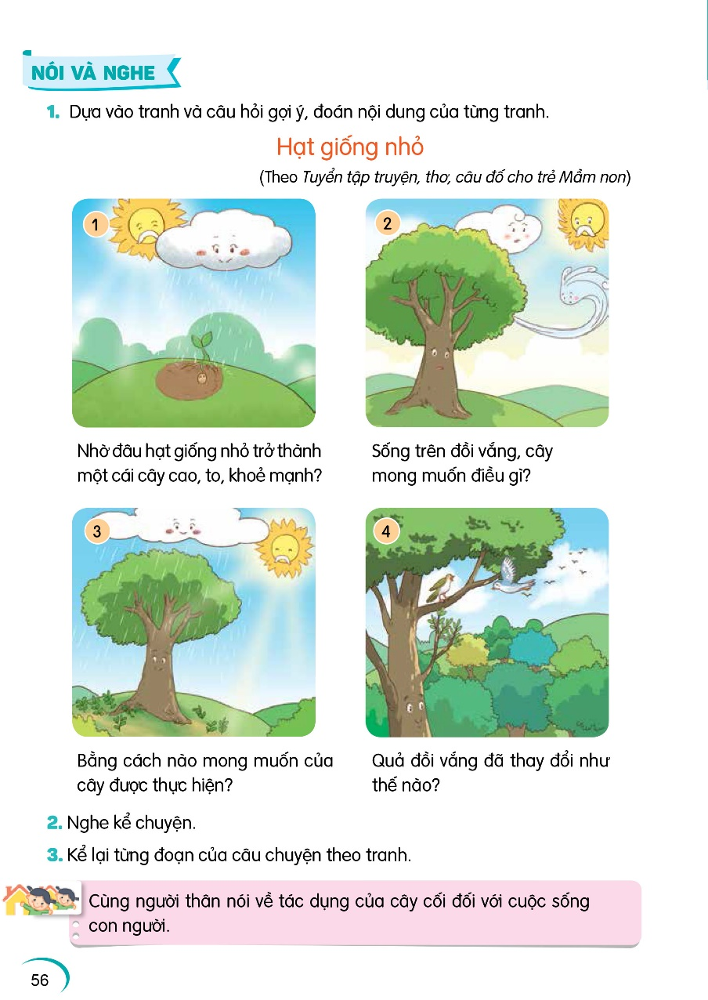 NÓI VÀ NGHE
1. Dựa vào tranh và câu hỏi gợi ý, đoán nội dung của từng tranh.
Hạt giống nhỏ
(Theo Tuyển tập truyện, thơ, câu đố cho trẻ Mầm non)
1
2
Nhờ đâu hạt giống nhỏ trở thành
một cái cây cao, to, khoẻ mạnh?
Sống trên đồi vắng, cây
mong muốn điều gì?
3
4
Bằng cách nào mong muốn của
cây được thực hiện?
Quả đồi vắng đã thay đổi như
thế nào?
2. Nghe kể chuyện.
3. Kể lại từng đoạn của câu chuyện theo tranh.
Cùng người thân nói về tác dụng của cây cối đối với cuộc sống
con người.
56